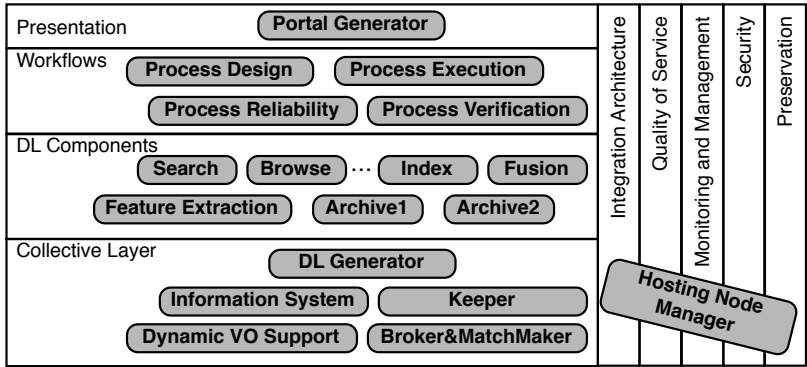 Presentation
Portal Generator
Workflows
Process Design
Process Execution
Process Reliability
Process Verification
DL Components
Search
Browse
...
Index
Fusion
Feature Extraction
Archive1
Archive2
Collective Layer
DL Generator
Information System
Keeper
Dynamic VO Support
Broker&MatchMaker
Integration Architecture
Quality of Service
Monitoring and Management
Security
Preservation
Hosting Node
Manager